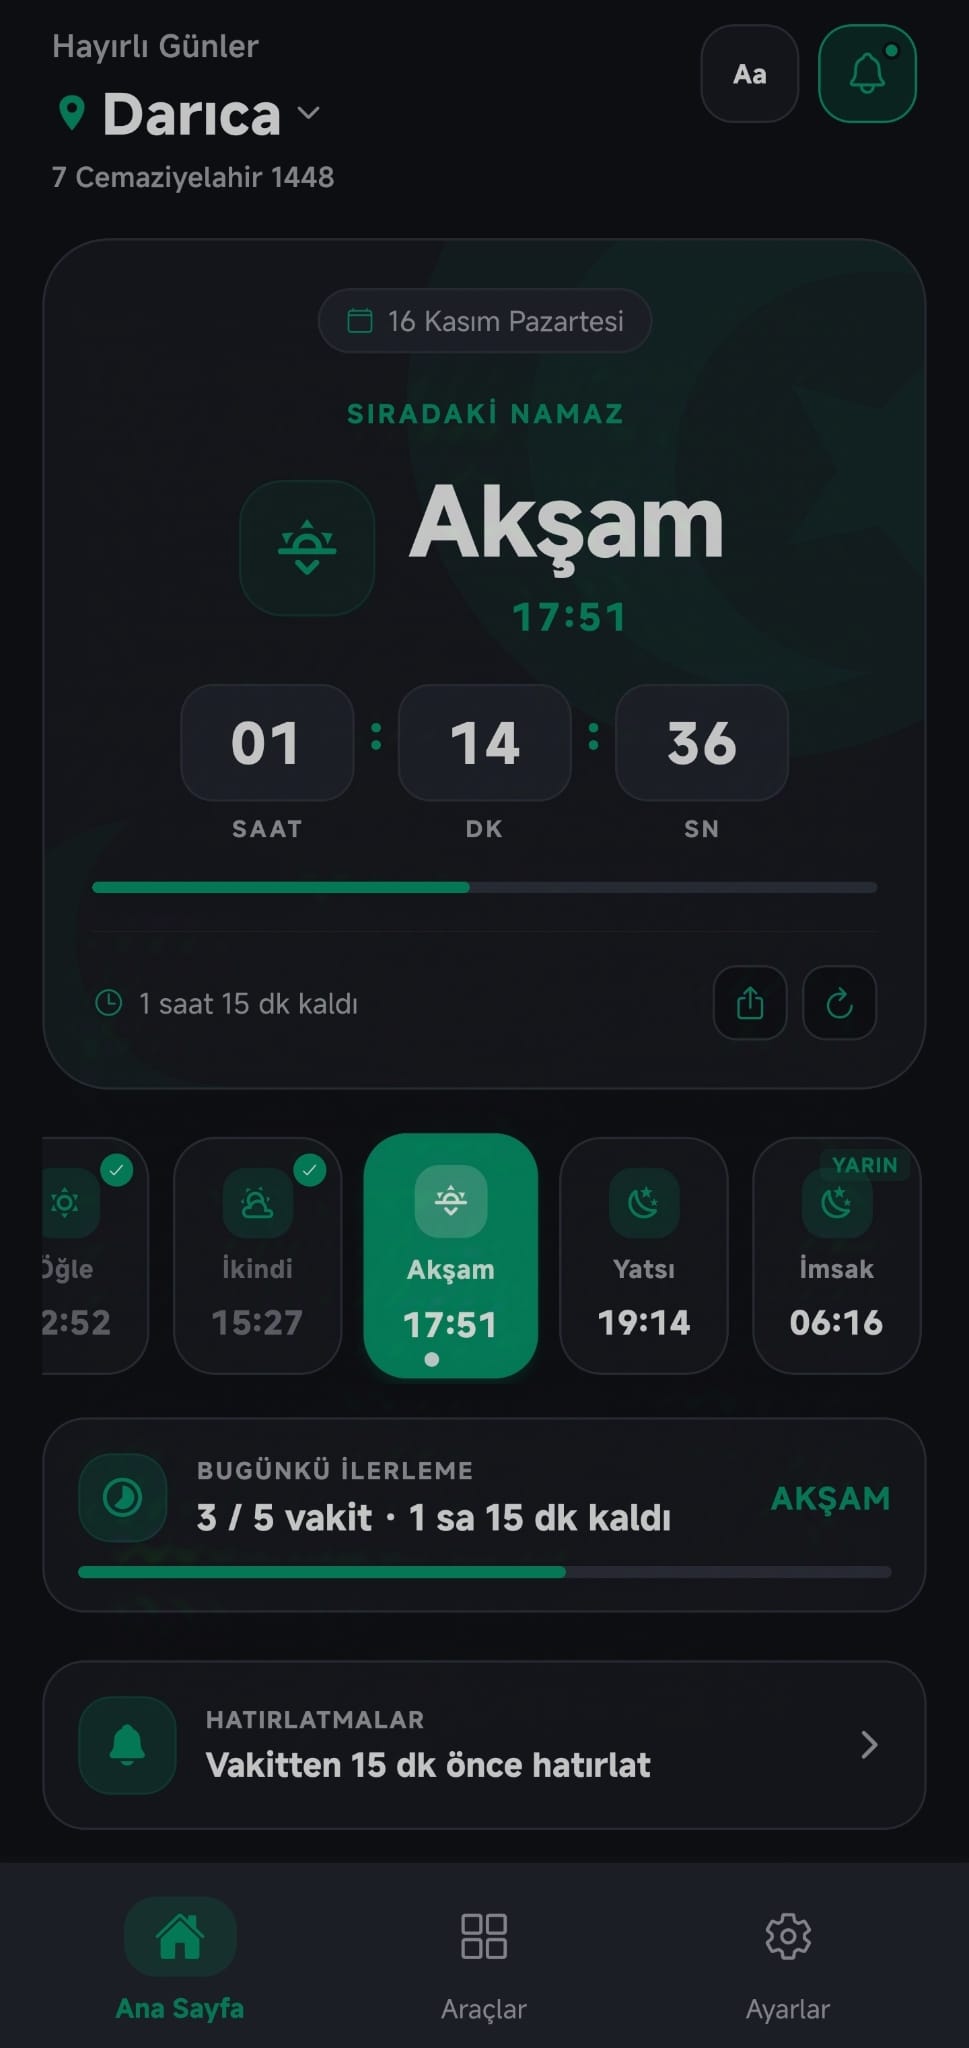 Hayırlı Günler
Darıca
7 Cemaziyelahir 1448
Aa
16 Kasım Pazartesi
SIRADAKİ NAMAZ
Akşam
17:51
01 : 14 : 36
SAAT DK SN
1 saat 15 dk kaldı
YARIN
Öğle İkindi Akşam Yatsı İmsak
2:52 15:27 17:51 19:14 06:16
BUGÜNKÜ İLERLEME
3 / 5 vakit · 1 sa 15 dk kaldı
AKŞAM
HATIRLATMALAR
Vakitten 15 dk önce hatırlat
Ana Sayfa Araçlar Ayarlar